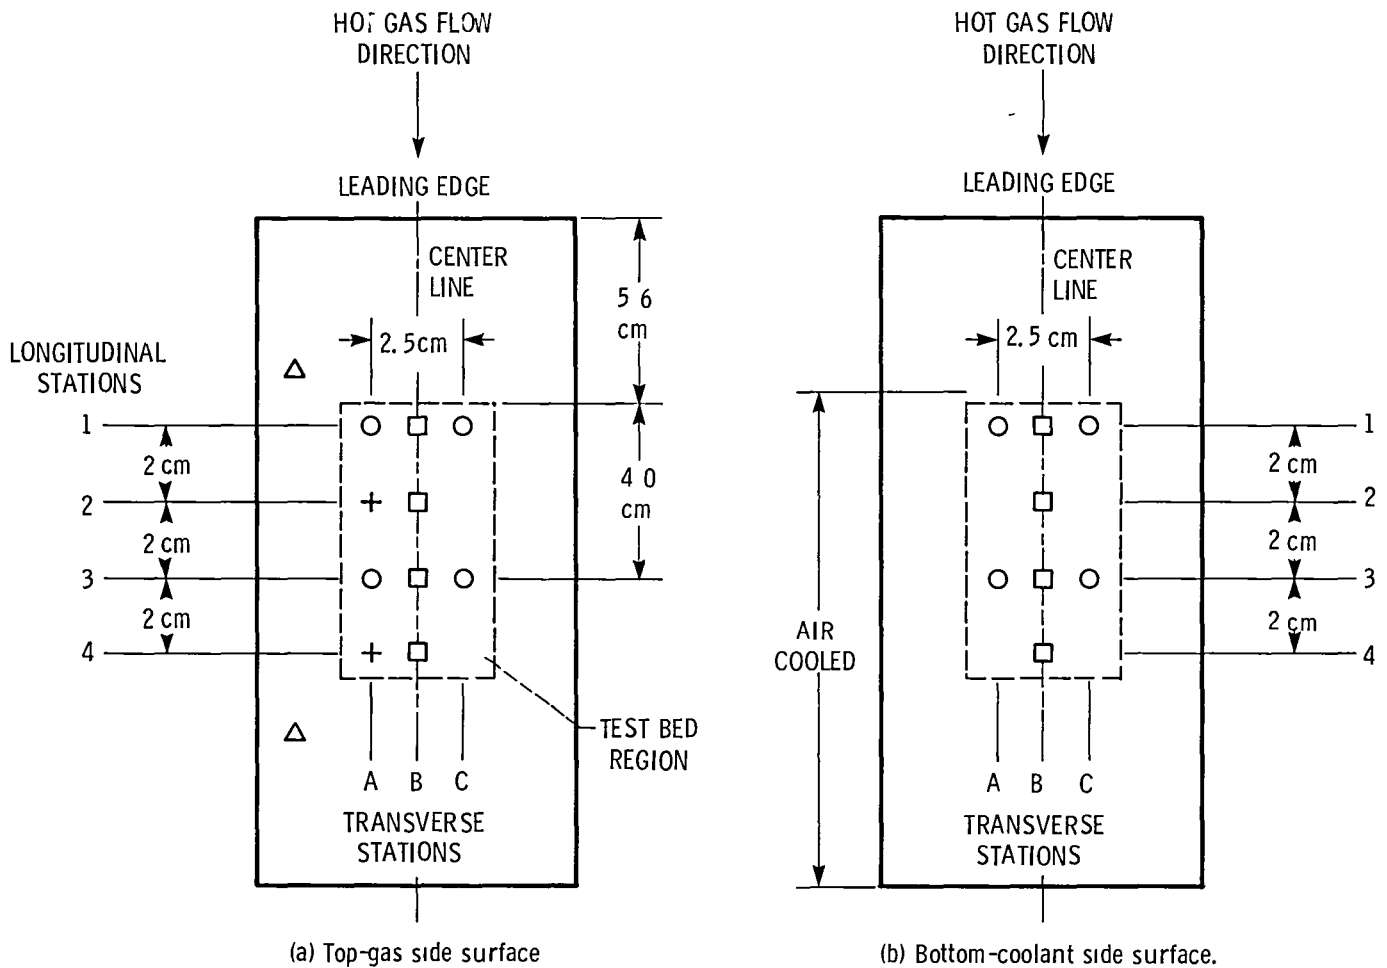 HOT GAS FLOW
DIRECTION
LEADING EDGE
CENTER
LINE
5 6
cm
2.5cm
LONGITUDINAL
STATIONS
1
2 cm
2
2 cm
3
2 cm
4
4 0
cm
TEST BED
REGION
A B C
TRANSVERSE
STATIONS
(a) Top-gas side surface
HOT GAS FLOW
DIRECTION
LEADING EDGE
CENTER
LINE
2.5 cm
1
2 cm
2
2 cm
3
2 cm
4
AIR
COOLED
A B C
TRANSVERSE
STATIONS
(b) Bottom-coolant side surface.